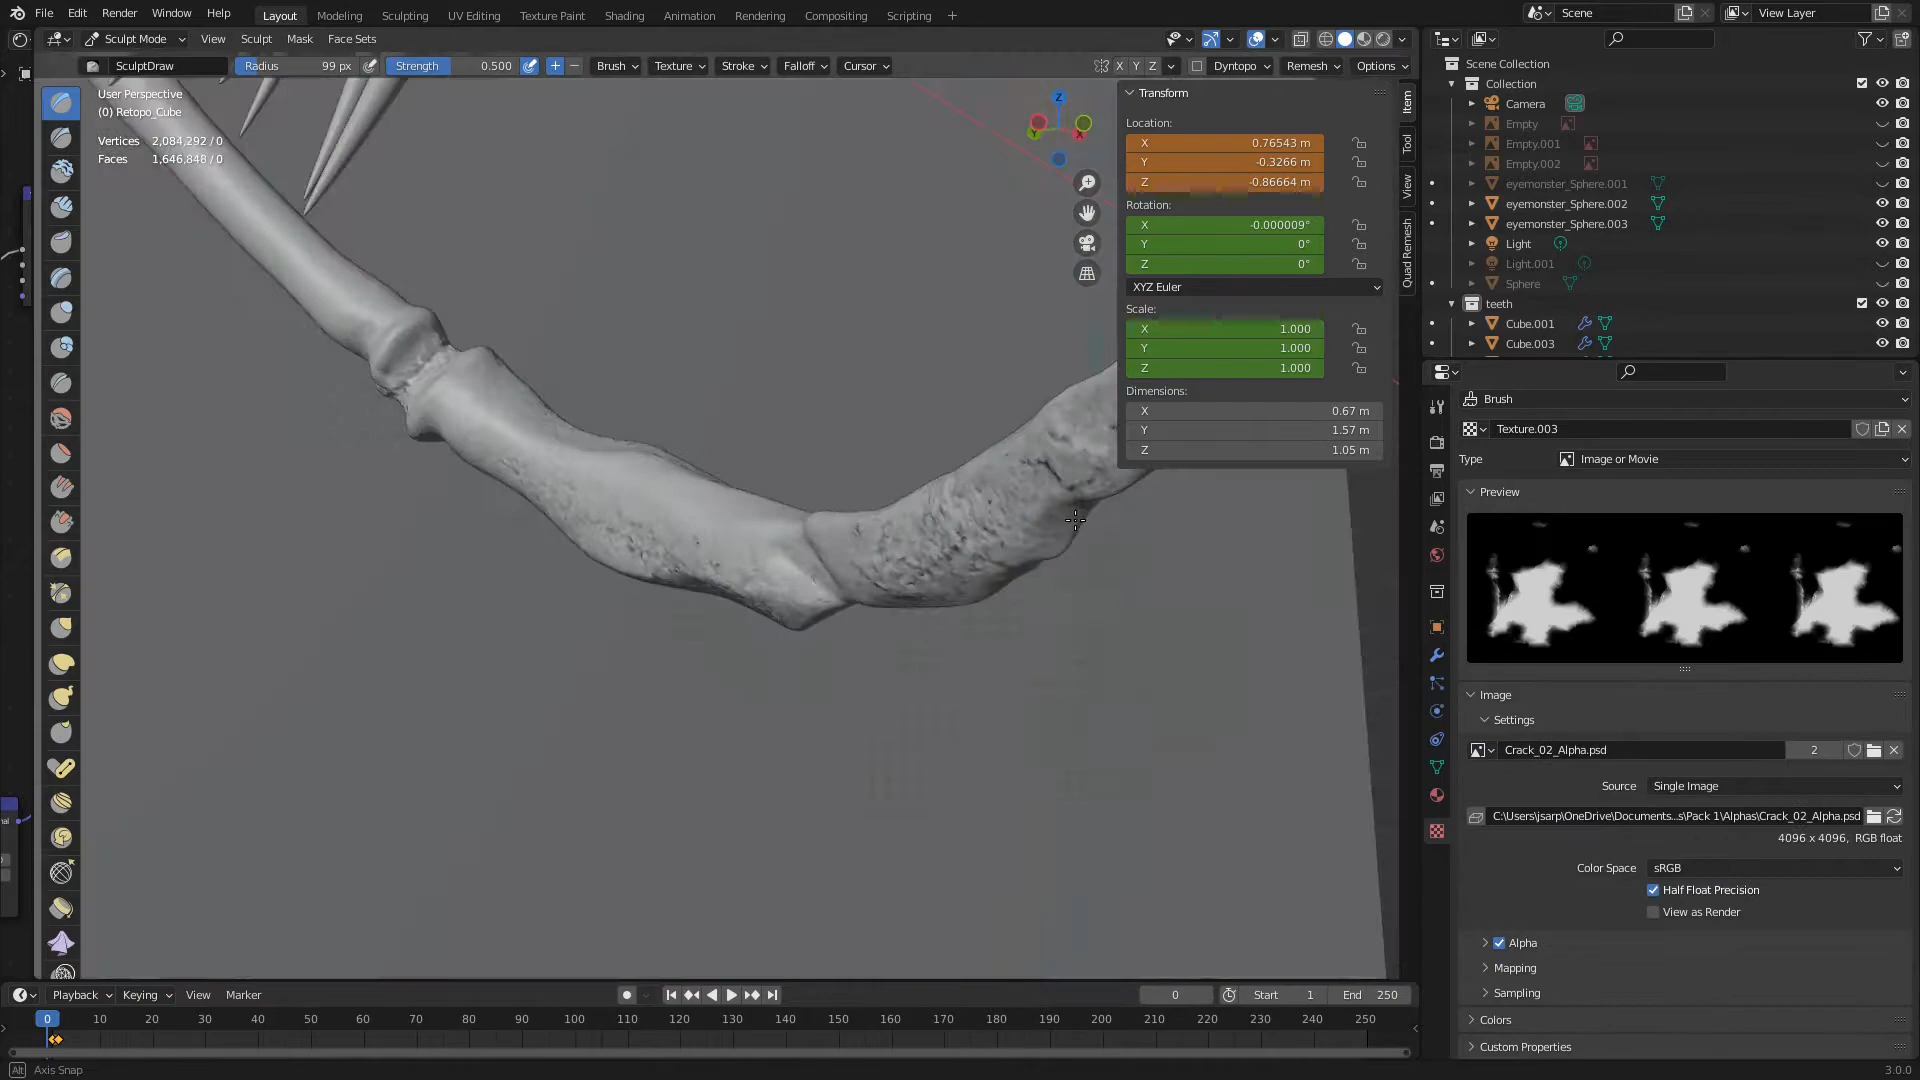 File Edit Render Window Help Layout Modeling Sculpting UV Editing Texture Paint Shading Animation Rendering Compositing Scripting + Scene View Layer
Sculpt Mode View Sculpt Mask Face Sets
SculptDraw Radius 99 px Strength 0.500 + − Brush Texture Stroke Falloff Cursor X Y Z Dyntopo Remesh Options
User Perspective
(0) Retopo_Cube
Vertices 2,084,292 / 0
Faces 1,646,848 / 0
Z
Y
X
Transform
Location:
X 0.76543 m
Y -0.3266 m
Z -0.86664 m
Rotation:
X -0.000009°
Y 0°
Z 0°
XYZ Euler
Scale:
X 1.000
Y 1.000
Z 1.000
Dimensions:
X 0.67 m
Y 1.57 m
Z 1.05 m
Item
Tool
View
Quad Remesh
Scene Collection
Collection
Camera
Empty
Empty.001
Empty.002
eyemonster_Sphere.001
eyemonster_Sphere.002
eyemonster_Sphere.003
Light
Light.001
Sphere
teeth
Cube.001
Cube.003
Brush
Texture.003
Type Image or Movie
Preview
Image
Settings
Crack_02_Alpha.psd 2
Source Single Image
C:\Users\jsarp\OneDrive\Documents...s\Pack 1\Alphas\Crack_02_Alpha.psd
4096 x 4096, RGB float
Color Space sRGB
Half Float Precision
View as Render
Alpha
Mapping
Sampling
Colors
Custom Properties
Playback Keying View Marker 0 Start 1 End 250
0 10 20 30 40 50 60 70 80 90 100 110 120 130 140 150 160 170 180 190 200 210 220 230 240 250
Alt Axis Snap 3.0.0